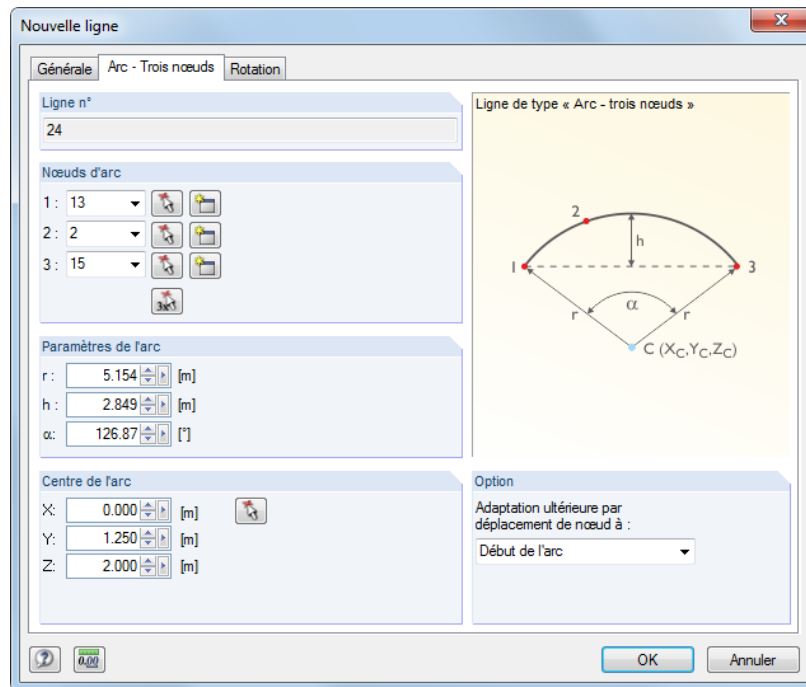 Nouvelle ligne
Générale Arc - Trois nœuds Rotation
Ligne n°
24
Nœuds d'arc
1 : 13
2 : 2
3 : 15
3x
Paramètres de l'arc
r : 5.154 [m]
h : 2.849 [m]
α: 126.87 [°]
Centre de l'arc
X: 0.000 [m]
Y: 1.250 [m]
Z: 2.000 [m]
Ligne de type « Arc - trois nœuds »
2
h
1 3
α
r r
C (XC,YC,ZC)
Option
Adaptation ultérieure par
déplacement de nœud à :
Début de l'arc
0.00
OK Annuler